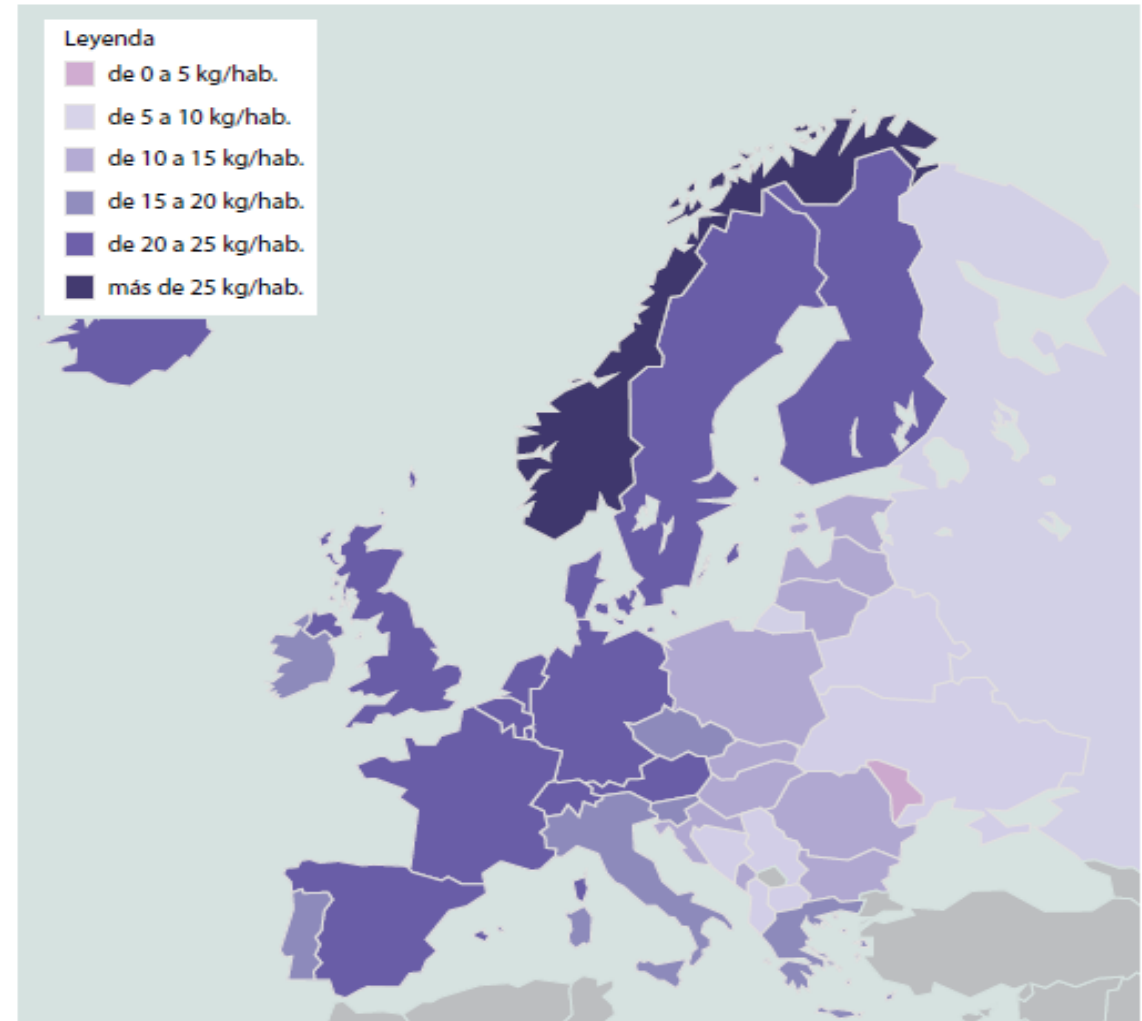 Leyenda
de 0 a 5 kg/hab.
de 5 a 10 kg/hab.
de 10 a 15 kg/hab.
de 15 a 20 kg/hab.
de 20 a 25 kg/hab.
más de 25 kg/hab.